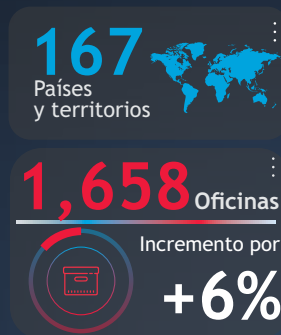 167
Países
y territorios
1,658 Oficinas
Incremento por
+6%